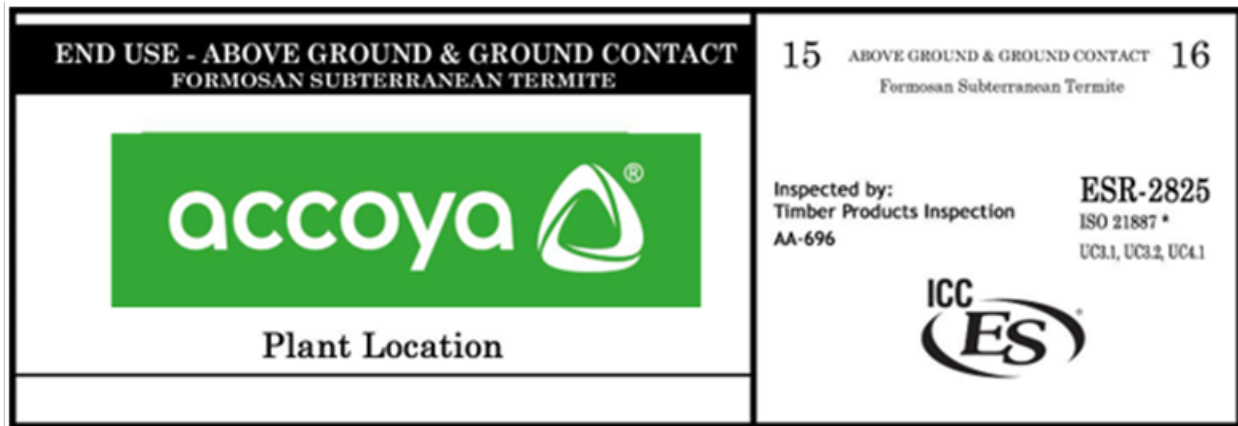 END USE - ABOVE GROUND & GROUND CONTACT
FORMOSAN SUBTERRANEAN TERMITE
accoya ®
Plant Location
15 ABOVE GROUND & GROUND CONTACT 16
Formosan Subterranean Termite
Inspected by:
Timber Products Inspection
AA-696
ESR-2825
ISO 21887 *
UC3.1, UC3.2, UC4.1
ICC
ES ®